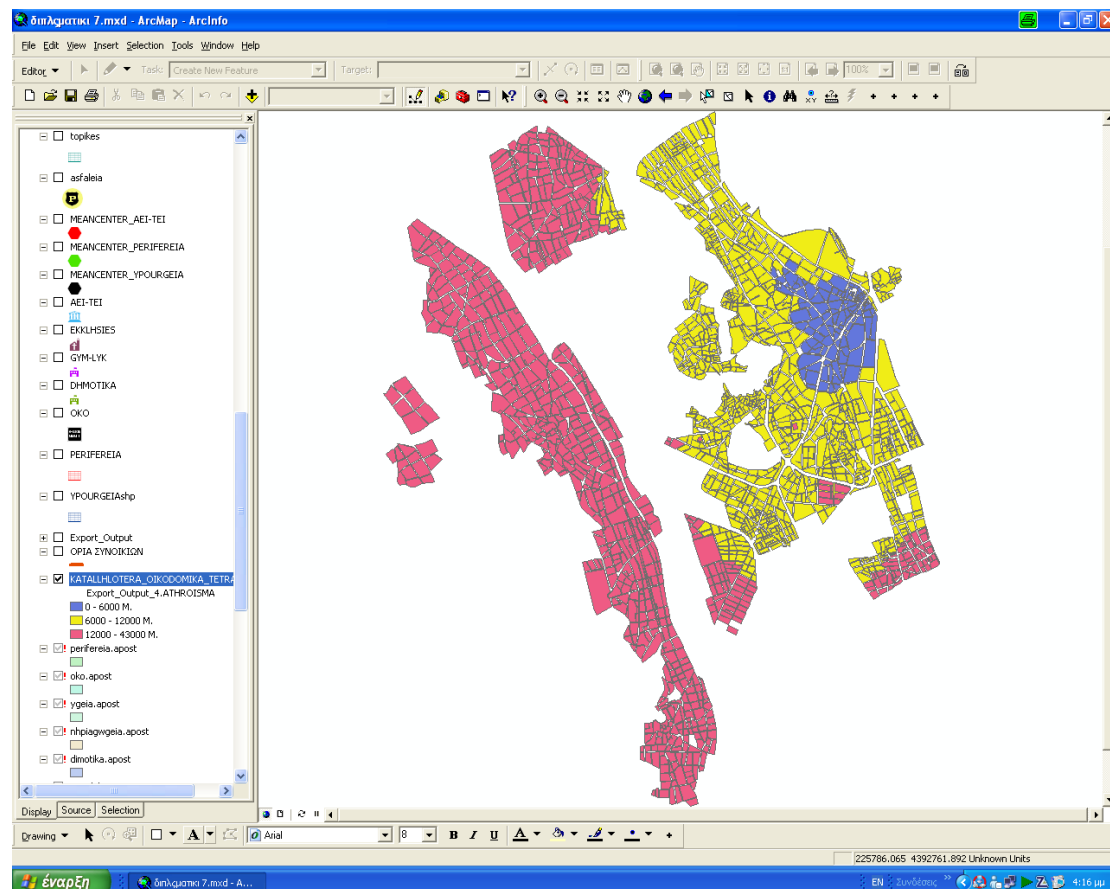 διπλωματικι 7.mxd - ArcMap - ArcInfo
File Edit View Insert Selection Tools Window Help
Editor Task: Create New Feature Target: 100%
topikes
asfaleia
P
MEANCENTER_AEI-TEI
MEANCENTER_PERIFEREIA
MEANCENTER_YPOURGEIA
AEI-TEI
EKKLHSIES
GYM-LYK
DHMOTIKA
OKO
PERIFEREIA
YPOURGEIAshp
Export_Output
ΟΡΙΑ ΣΥΝΟΙΚΙΩΝ
KATALLHLOTERA_OIKODOMIKA_TETRA
Export_Output_4.ATHROISMA
0 - 6000 M.
6000 - 12000 M.
12000 - 43000 M.
perifereia.apost
oko.apost
ygeia.apost
nhpiagwgeia.apost
dimotika.apost
Display Source Selection
Drawing A Arial 8 B I U A
225786.065 4392761.892 Unknown Units
έναρξη διπλωματικι 7.mxd - A... EN Συνδέσεις » 4:16 μμ